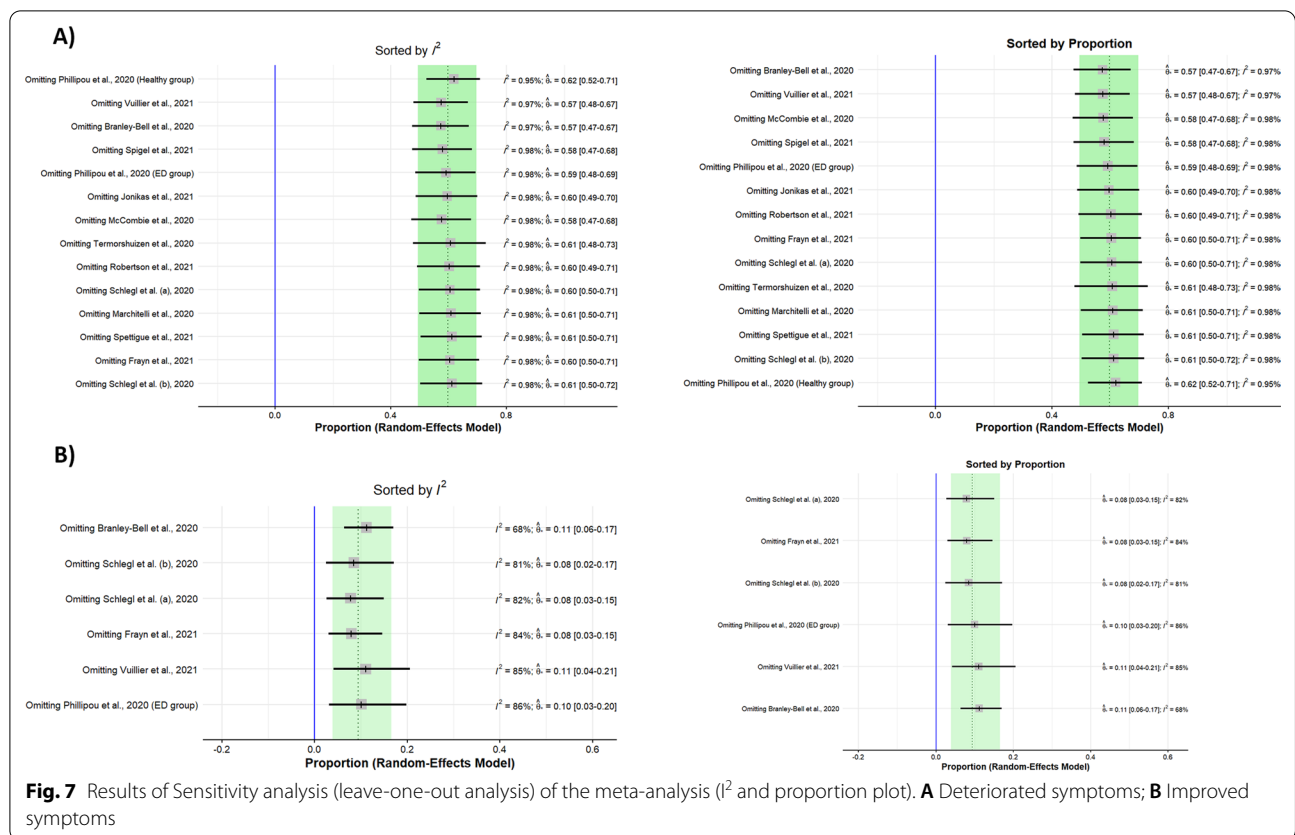 A)
Sorted by I²
Omitting Phillipou et al., 2020 (Healthy group) I² = 0.95%; θ̂* = 0.62 [0.52-0.71]
Omitting Vuillier et al., 2021 I² = 0.97%; θ̂* = 0.57 [0.48-0.67]
Omitting Branley-Bell et al., 2020 I² = 0.97%; θ̂* = 0.57 [0.47-0.67]
Omitting Spigel et al., 2021 I² = 0.98%; θ̂* = 0.58 [0.47-0.68]
Omitting Phillipou et al., 2020 (ED group) I² = 0.98%; θ̂* = 0.59 [0.48-0.69]
Omitting Jonikas et al., 2021 I² = 0.98%; θ̂* = 0.60 [0.49-0.70]
Omitting McCombie et al., 2020 I² = 0.98%; θ̂* = 0.58 [0.47-0.68]
Omitting Termorshuizen et al., 2020 I² = 0.98%; θ̂* = 0.61 [0.48-0.73]
Omitting Robertson et al., 2021 I² = 0.98%; θ̂* = 0.60 [0.49-0.71]
Omitting Schlegl et al. (a), 2020 I² = 0.98%; θ̂* = 0.60 [0.50-0.71]
Omitting Marchitelli et al., 2020 I² = 0.98%; θ̂* = 0.61 [0.50-0.71]
Omitting Spettigue et al., 2021 I² = 0.98%; θ̂* = 0.61 [0.50-0.71]
Omitting Frayn et al., 2021 I² = 0.98%; θ̂* = 0.60 [0.50-0.71]
Omitting Schlegl et al. (b), 2020 I² = 0.98%; θ̂* = 0.61 [0.50-0.72]
0.0 0.4 0.8
Proportion (Random-Effects Model)
Sorted by Proportion
Omitting Branley-Bell et al., 2020 θ̂* = 0.57 [0.47-0.67]; I² = 0.97%
Omitting Vuillier et al., 2021 θ̂* = 0.57 [0.48-0.67]; I² = 0.97%
Omitting McCombie et al., 2020 θ̂* = 0.58 [0.47-0.68]; I² = 0.98%
Omitting Spigel et al., 2021 θ̂* = 0.58 [0.47-0.68]; I² = 0.98%
Omitting Phillipou et al., 2020 (ED group) θ̂* = 0.59 [0.48-0.69]; I² = 0.98%
Omitting Jonikas et al., 2021 θ̂* = 0.60 [0.49-0.70]; I² = 0.98%
Omitting Robertson et al., 2021 θ̂* = 0.60 [0.49-0.71]; I² = 0.98%
Omitting Frayn et al., 2021 θ̂* = 0.60 [0.50-0.71]; I² = 0.98%
Omitting Schlegl et al. (a), 2020 θ̂* = 0.60 [0.50-0.71]; I² = 0.98%
Omitting Termorshuizen et al., 2020 θ̂* = 0.61 [0.48-0.73]; I² = 0.98%
Omitting Marchitelli et al., 2020 θ̂* = 0.61 [0.50-0.71]; I² = 0.98%
Omitting Spettigue et al., 2021 θ̂* = 0.61 [0.50-0.71]; I² = 0.98%
Omitting Schlegl et al. (b), 2020 θ̂* = 0.61 [0.50-0.72]; I² = 0.98%
Omitting Phillipou et al., 2020 (Healthy group) θ̂* = 0.62 [0.52-0.71]; I² = 0.95%
0.0 0.4 0.8
Proportion (Random-Effects Model)
B)
Sorted by I²
Omitting Branley-Bell et al., 2020 I² = 68%; θ̂* = 0.11 [0.06-0.17]
Omitting Schlegl et al. (b), 2020 I² = 81%; θ̂* = 0.08 [0.02-0.17]
Omitting Schlegl et al. (a), 2020 I² = 82%; θ̂* = 0.08 [0.03-0.15]
Omitting Frayn et al., 2021 I² = 84%; θ̂* = 0.08 [0.03-0.15]
Omitting Vuillier et al., 2021 I² = 85%; θ̂* = 0.11 [0.04-0.21]
Omitting Phillipou et al., 2020 (ED group) I² = 86%; θ̂* = 0.10 [0.03-0.20]
-0.2 0.0 0.2 0.4 0.6
Proportion (Random-Effects Model)
Sorted by Proportion
Omitting Schlegl et al. (a), 2020 θ̂* = 0.08 [0.03-0.15]; I² = 82%
Omitting Frayn et al., 2021 θ̂* = 0.08 [0.03-0.15]; I² = 84%
Omitting Schlegl et al. (b), 2020 θ̂* = 0.08 [0.02-0.17]; I² = 81%
Omitting Phillipou et al., 2020 (ED group) θ̂* = 0.10 [0.03-0.20]; I² = 86%
Omitting Vuillier et al., 2021 θ̂* = 0.11 [0.04-0.21]; I² = 85%
Omitting Branley-Bell et al., 2020 θ̂* = 0.11 [0.06-0.17]; I² = 68%
-0.2 0.0 0.2 0.4 0.6
Proportion (Random-Effects Model)
Fig. 7 Results of Sensitivity analysis (leave-one-out analysis) of the meta-analysis (I² and proportion plot). A Deteriorated symptoms; B Improved
symptoms